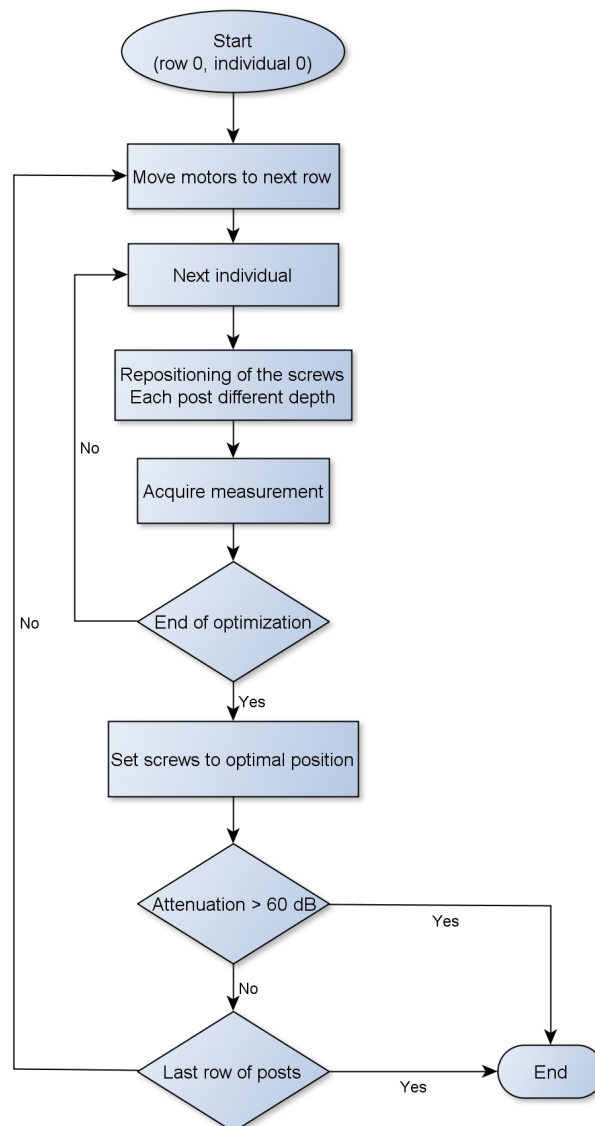 Start
(row 0, individual 0)
Move motors to next row
Next individual
Repositioning of the screws
Each post different depth
No
Acquire measurement
End of optimization
No
Yes
Set screws to optimal position
Attenuation > 60 dB
Yes
No
Last row of posts
Yes
End